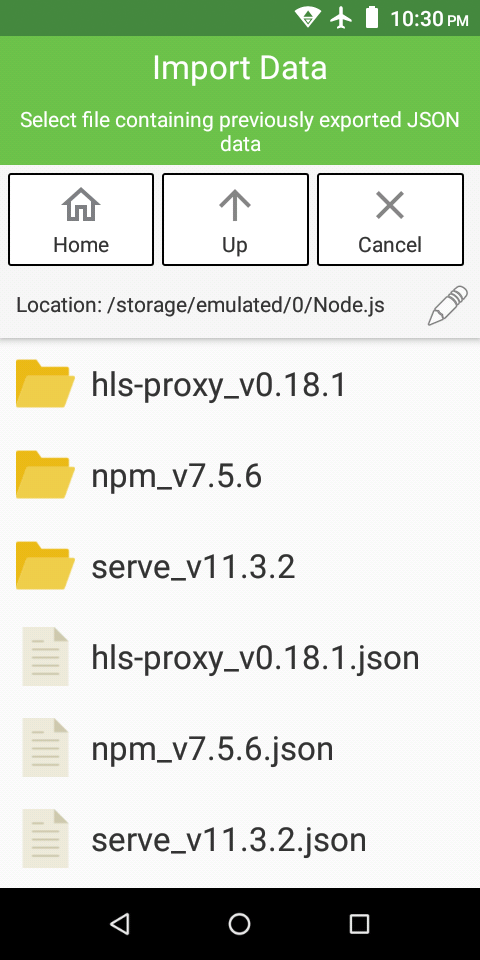 10:30 PM
Import Data
Select file containing previously exported JSON
data
Home
Up
Cancel
Location: /storage/emulated/0/Node.js
hls-proxy_v0.18.1
npm_v7.5.6
serve_v11.3.2
hls-proxy_v0.18.1.json
npm_v7.5.6.json
serve_v11.3.2.json